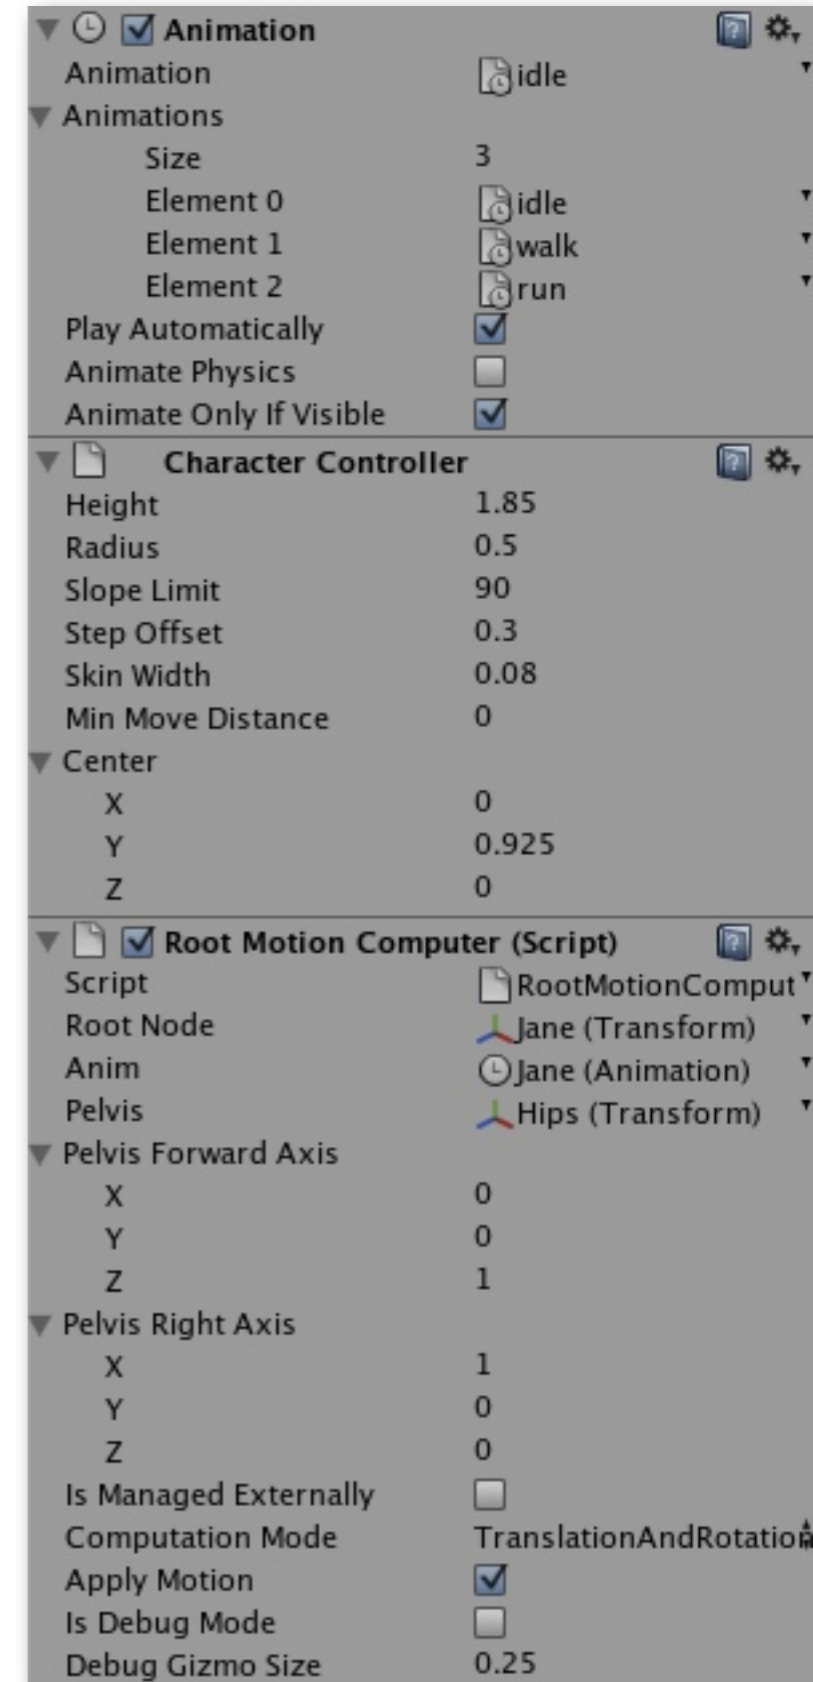 Animation
Animation idle
Animations
Size 3
Element 0 idle
Element 1 walk
Element 2 run
Play Automatically
Animate Physics
Animate Only If Visible
Character Controller
Height 1.85
Radius 0.5
Slope Limit 90
Step Offset 0.3
Skin Width 0.08
Min Move Distance 0
Center
X 0
Y 0.925
Z 0
Root Motion Computer (Script)
Script RootMotionComput
Root Node Jane (Transform)
Anim Jane (Animation)
Pelvis Hips (Transform)
Pelvis Forward Axis
X 0
Y 0
Z 1
Pelvis Right Axis
X 1
Y 0
Z 0
Is Managed Externally
Computation Mode TranslationAndRotation
Apply Motion
Is Debug Mode
Debug Gizmo Size 0.25